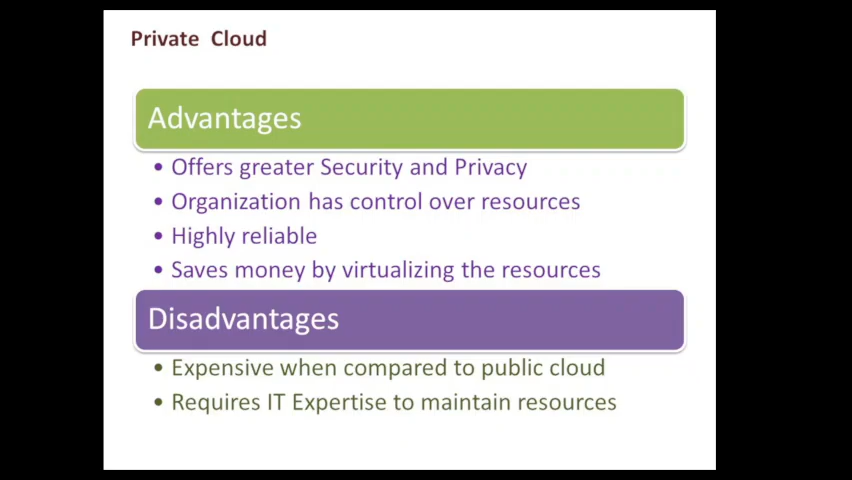 Private Cloud
Advantages
• Offers greater Security and Privacy
• Organization has control over resources
• Highly reliable
• Saves money by virtualizing the resources
Disadvantages
• Expensive when compared to public cloud
• Requires IT Expertise to maintain resources